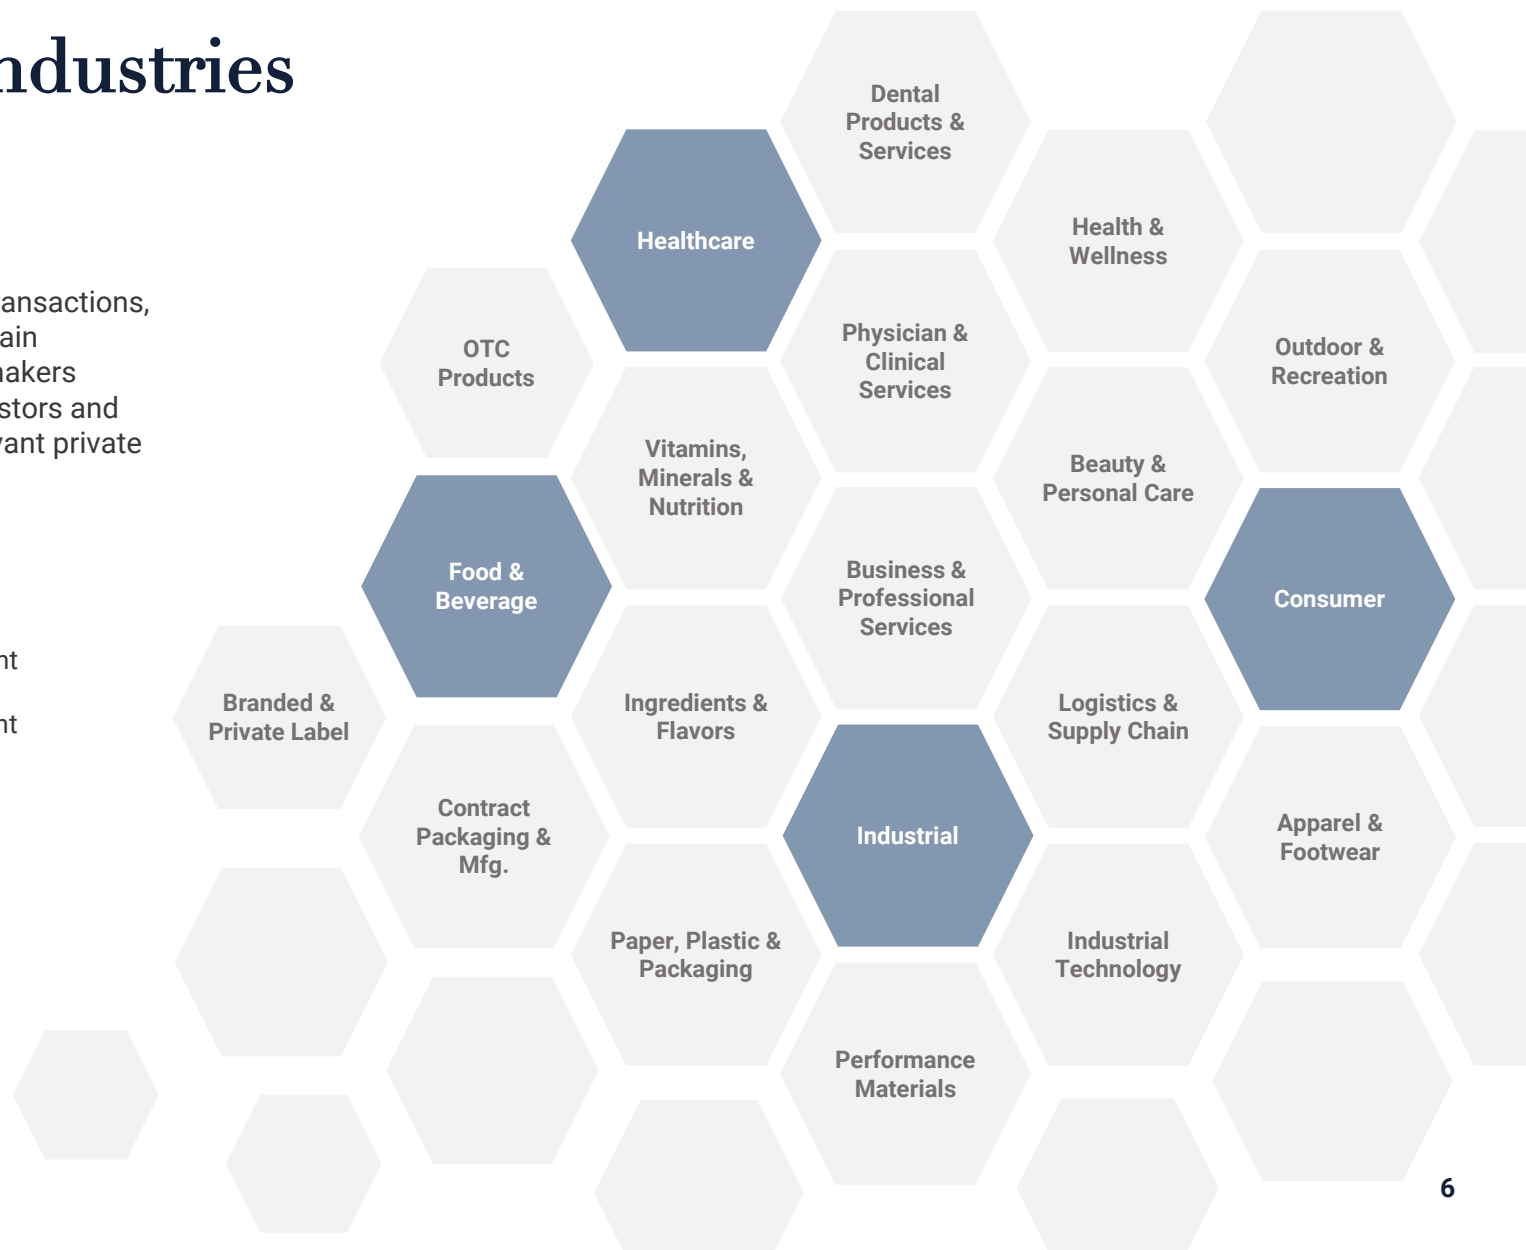 ndustries
ansactions,
ain
nakers
stors and
vant private
nt
nt
Dental
Products &
Services
Healthcare
Health &
Wellness
OTC
Products
Physician &
Clinical
Services
Outdoor &
Recreation
Vitamins,
Minerals &
Nutrition
Beauty &
Personal Care
Food &
Beverage
Business &
Professional
Services
Consumer
Branded &
Private Label
Ingredients &
Flavors
Logistics &
Supply Chain
Contract
Packaging &
Mfg.
Industrial
Apparel &
Footwear
Paper, Plastic &
Packaging
Industrial
Technology
Performance
Materials
6